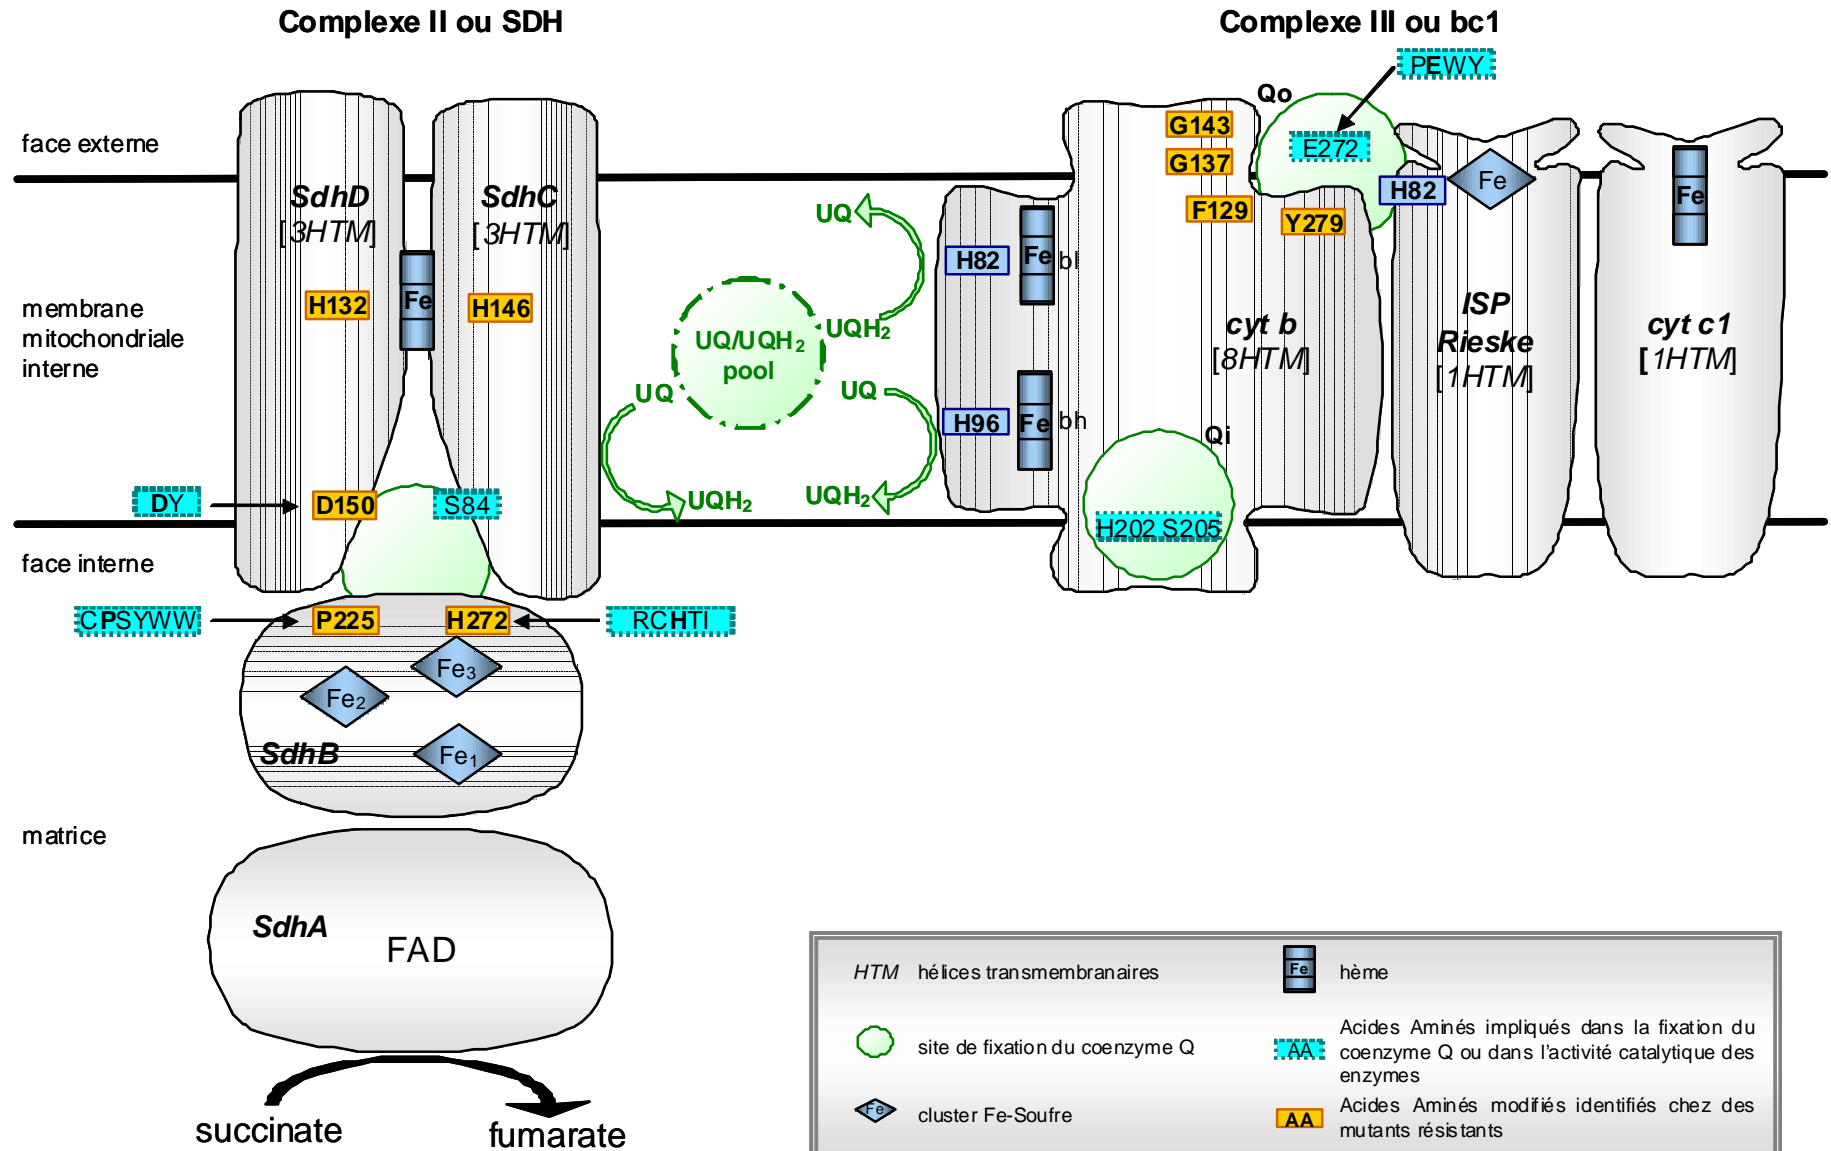 Complexe II ou SDH
Complexe III ou bc1
PEWY
Qo
G143
face externe
E272
G137
Fe
H82
Fe
SdhD
[3HTM]
SdhC
[3HTM]
UQ
F129
Y279
H82
Fe
bl
Fe
H132
H146
membrane
mitochondriale
interne
UQH2
UQ/UQH2
pool
cyt b
[8HTM]
ISP
Rieske
[1HTM]
cyt c1
[1HTM]
UQ
UQ
H96
Fe
bh
Qi
DY
D150
S84
UQH2
UQH2
H202 S205
face interne
CPSYWW
P225
H272
RCHTI
Fe3
Fe2
SdhB
Fe1
matrice
SdhA
FAD
succinate
fumarate
HTM hélices transmembranaires
Fe hème
site de fixation du coenzyme Q
AA
Acides Aminés impliqués dans la fixation du
coenzyme Q ou dans l'activité catalytique des
enzymes
Fe cluster Fe-Soufre
AA
Acides Aminés modifiés identifiés chez des
mutants résistants